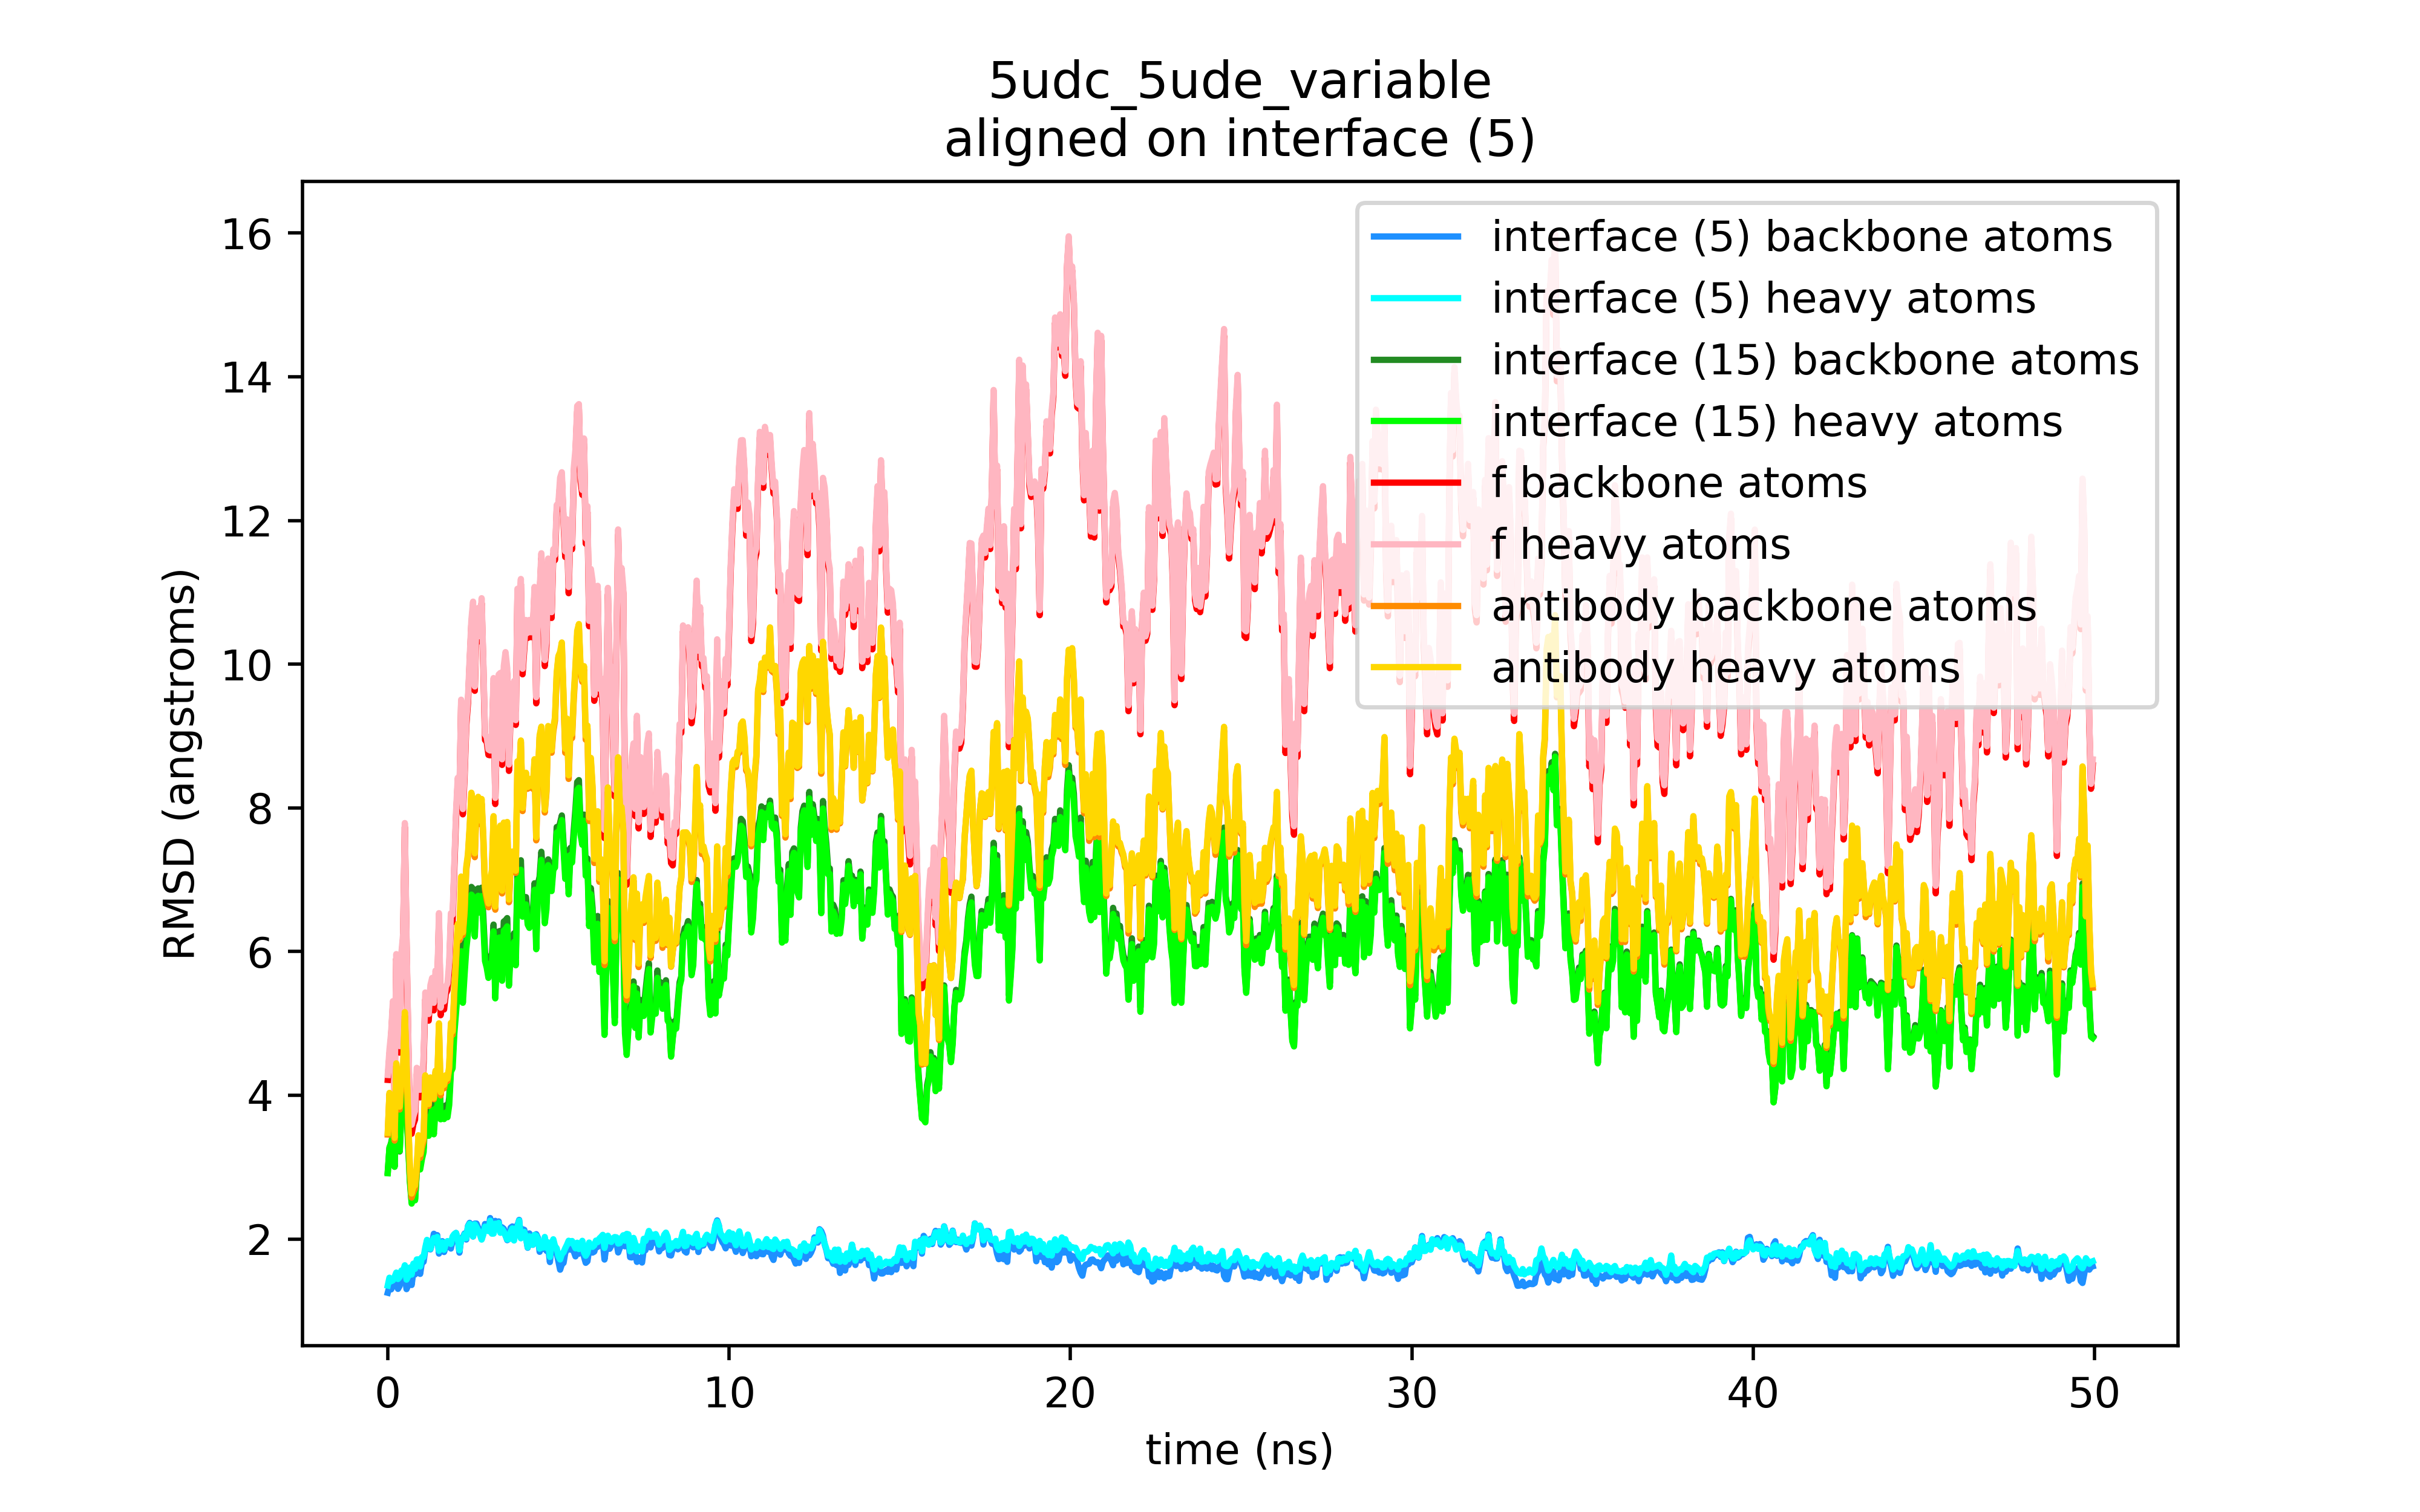 5udc_5ude_variable
aligned on interface (5)
RMSD (angstroms)
16
14
12
10
8
6
4
2
interface (5) backbone atoms
interface (5) heavy atoms
interface (15) backbone atoms
interface (15) heavy atoms
f backbone atoms
f heavy atoms
antibody backbone atoms
antibody heavy atoms
0 10 20 30 40 50
time (ns)